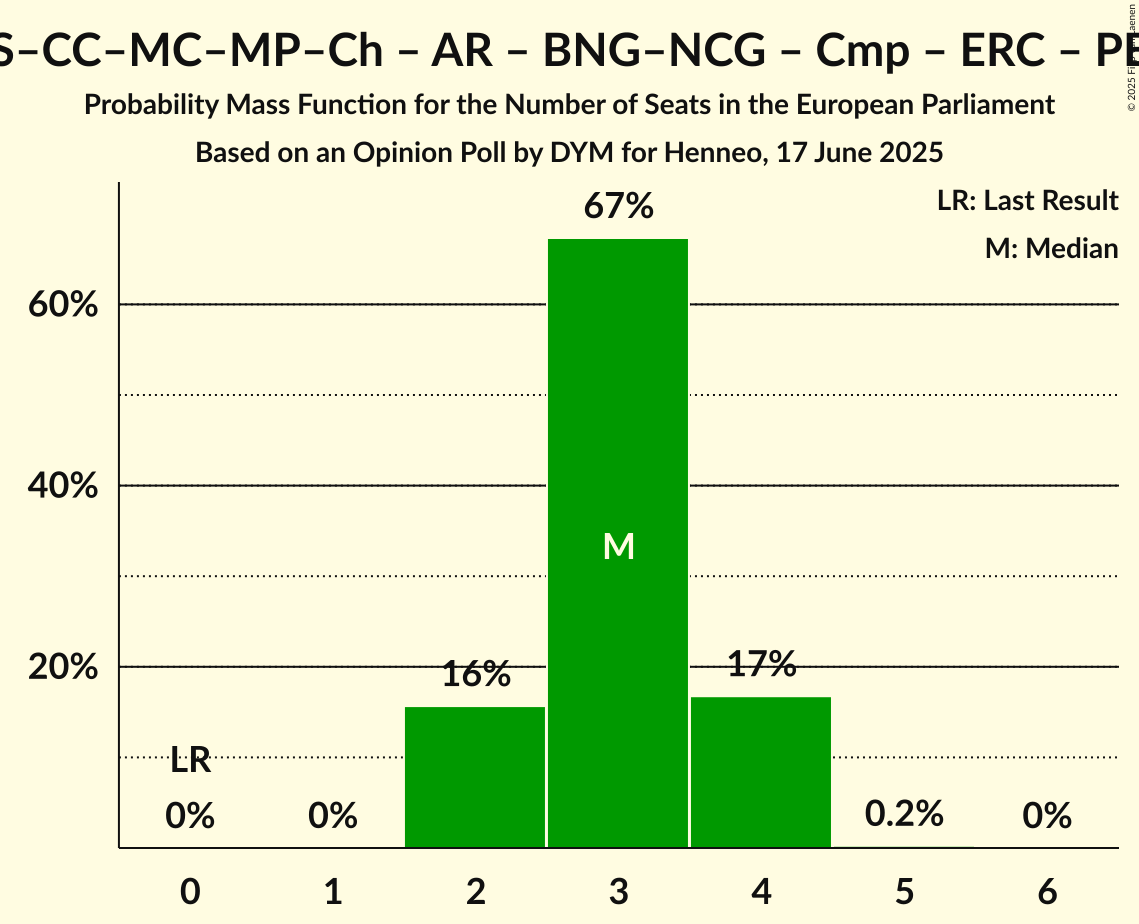 S–CC–MC–MP–Ch – AR – BNG–NCG – Cmp – ERC – PE
Probability Mass Function for the Number of Seats in the European Parliament
Based on an Opinion Poll by DYM for Henneo, 17 June 2025
LR: Last Result
M: Median
67%
60%
40%
20%
M
16%
17%
LR
0%
0%
0.2%
0%
0 1 2 3 4 5 6
© 2025